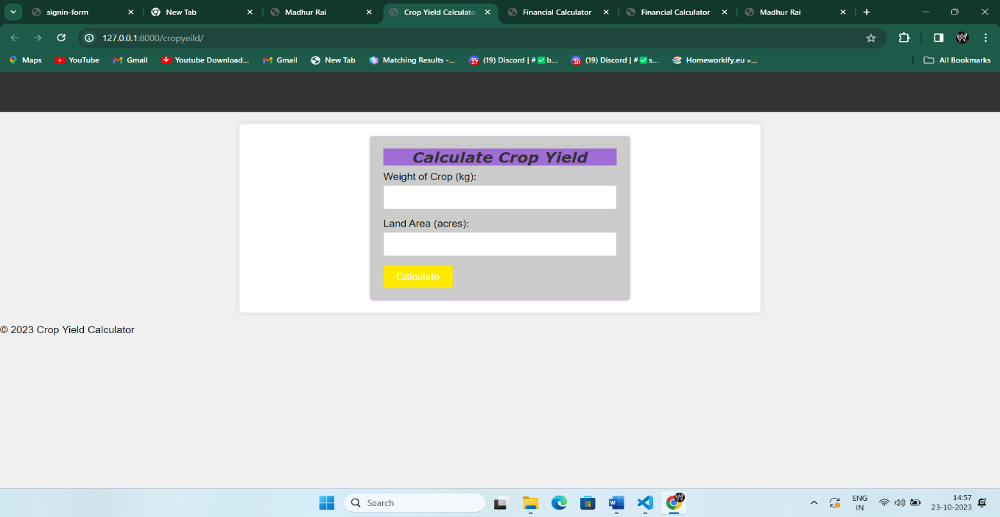 signin-form
New Tab
Madhur Rai
Crop Yield Calculato
Financial Calculator
Financial Calculator
Madhur Rai
127.0.0.1:8000/cropyeild/
Maps
YouTube
Gmail
Youtube Download...
Gmail
New Tab
Matching Results -...
27
(19) Discord | #✅b...
30
(19) Discord | #✅s...
Homeworkify.eu »...
All Bookmarks
Calculate Crop Yield
Weight of Crop (kg):
Land Area (acres):
Calculate
© 2023 Crop Yield Calculator
Search
ENG
IN
14:57
23-10-2023